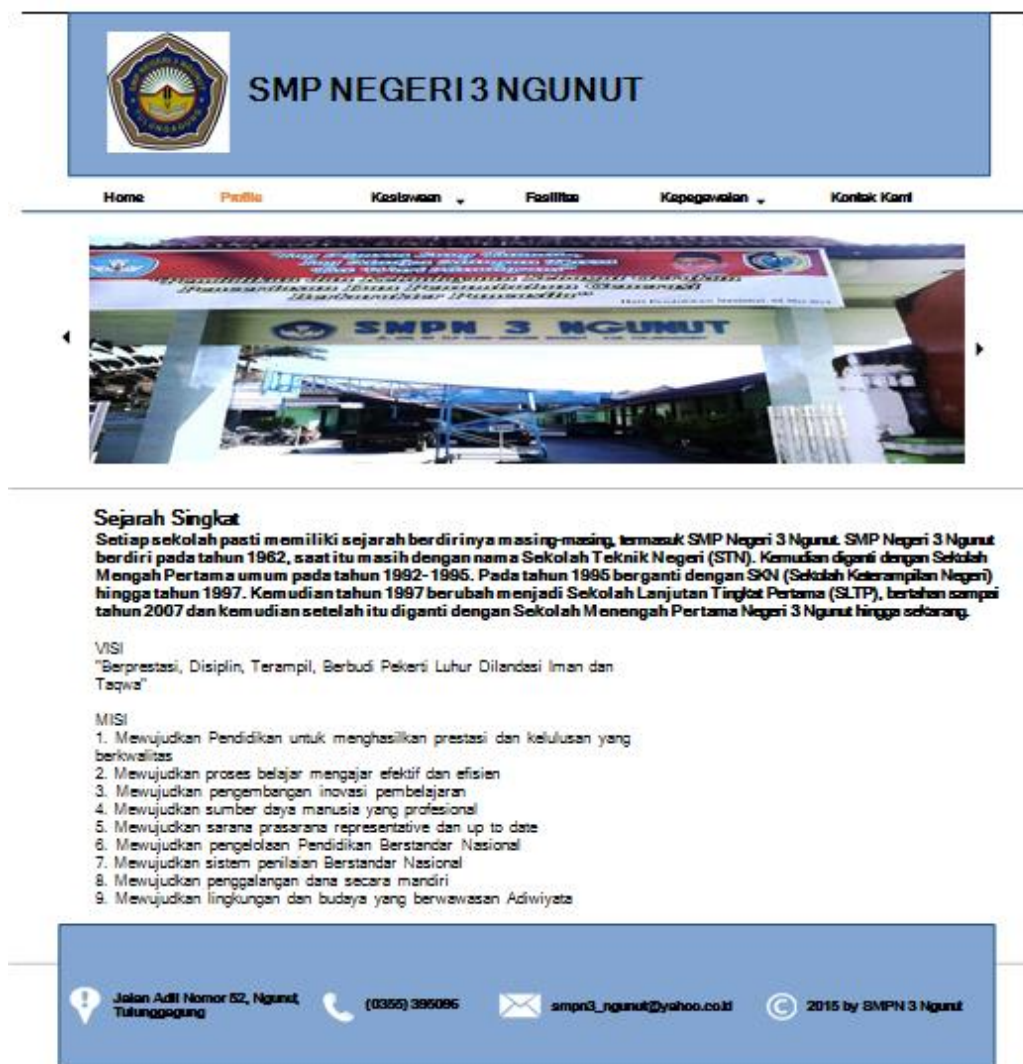 SMP NEGERI 3 NGUNUT
TULUNGAGUNG
SMP NEGERI 3 NGUNUT
Home Profile Kesiswaan Fasilitas Kepegawaian Kontak Kami
SMPN 3 NGUNUT
Sejarah Singkat
Setiap sekolah pasti memiliki sejarah berdirinya masing-masing, termasuk SMP Negeri 3 Ngunut. SMP Negeri 3 Ngunut
berdiri pada tahun 1962, saat itu masih dengan nama Sekolah Teknik Negeri (STN). Kemudian diganti dengan Sekolah
Mengah Pertama umum pada tahun 1992-1995. Pada tahun 1995 berganti dengan SKN (Sekolah Keterampilan Negeri)
hingga tahun 1997. Kemudian tahun 1997 berubah menjadi Sekolah Lanjutan Tingkat Pertama (SLTP), bertahan sampai
tahun 2007 dan kemudian setelah itu diganti dengan Sekolah Menengah Pertama Negeri 3 Ngunut hingga sekarang.
VISI
"Berprestasi, Disiplin, Terampil, Berbudi Pekerti Luhur Dilandasi Iman dan
Taqwa"
MISI
1. Mewujudkan Pendidikan untuk menghasilkan prestasi dan kelulusan yang
berkwalitas
2. Mewujudkan proses belajar mengajar efektif dan efisien
3. Mewujudkan pengembangan inovasi pembelajaran
4. Mewujudkan sumber daya manusia yang profesional
5. Mewujudkan sarana prasarana representative dan up to date
6. Mewujudkan pengelolaan Pendidikan Berstandar Nasional
7. Mewujudkan sistem penilaian Berstandar Nasional
8. Mewujudkan penggalangan dana secara mandiri
9. Mewujudkan lingkungan dan budaya yang berwawasan Adiwiyata
Jalan Adil Nomor 52, Ngunut,
Tulunggagung
(0355) 395096
smpn3_ngunut@yahoo.co.id
© 2015 by SMPN 3 Ngunut